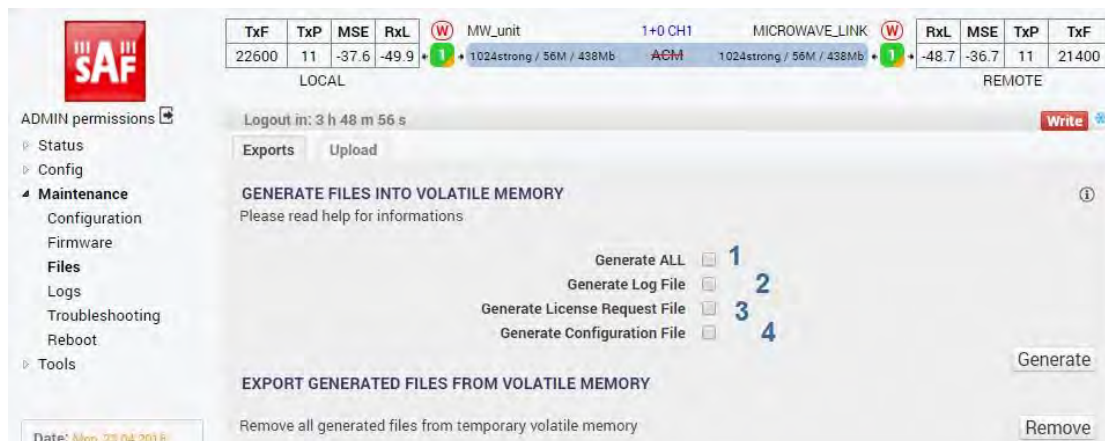 SAF
TxF TxP MSE RxL W MW_unit 1+0 CH1 MICROWAVE_LINK W RxL MSE TxP TxF
22600 11 -37.6 -49.9 1 1024strong / 56M / 438Mb ACM 1024strong / 56M / 438Mb 1 -48.7 -36.7 11 21400
LOCAL REMOTE
ADMIN permissions
Logout in: 3 h 48 m 56 s Write
Status
Config
Maintenance
Configuration
Firmware
Files
Logs
Troubleshooting
Reboot
Tools
Exports Upload
GENERATE FILES INTO VOLATILE MEMORY
Please read help for informations
Generate ALL 1
Generate Log File 2
Generate License Request File 3
Generate Configuration File 4
Generate
EXPORT GENERATED FILES FROM VOLATILE MEMORY
Remove all generated files from temporary volatile memory Remove
Date: